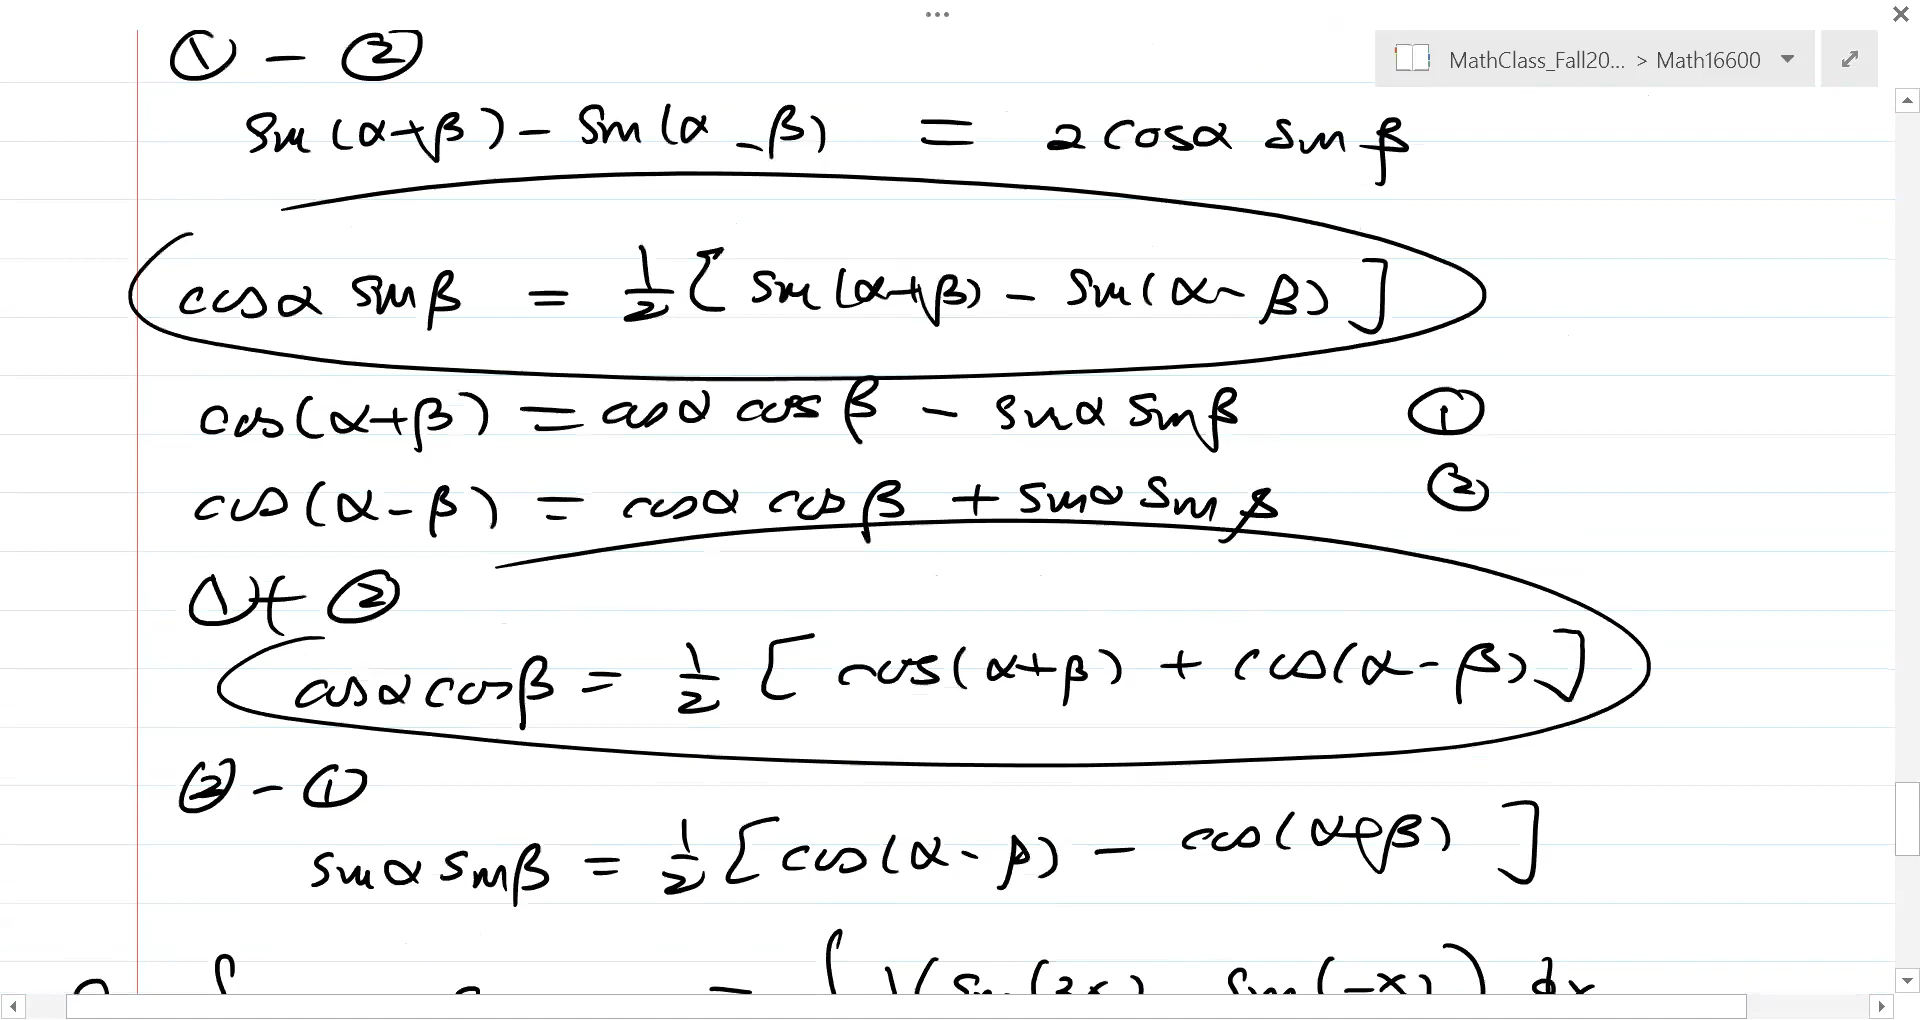 ① − ②
MathClass_Fall20... > Math16600
sin(α+β) − sin(α−β) = 2cosα sinβ
cosα sinβ = 1/2 [ sin(α+β) − sin(α−β) ]
cos(α+β) = cosα cosβ − sinα sinβ ①
cos(α−β) = cosα cosβ + sinα sinβ ②
① + ②
cosα cosβ = 1/2 [ cos(α+β) + cos(α−β) ]
② − ①
sinα sinβ = 1/2 [ cos(α−β) − cos(α+β) ]